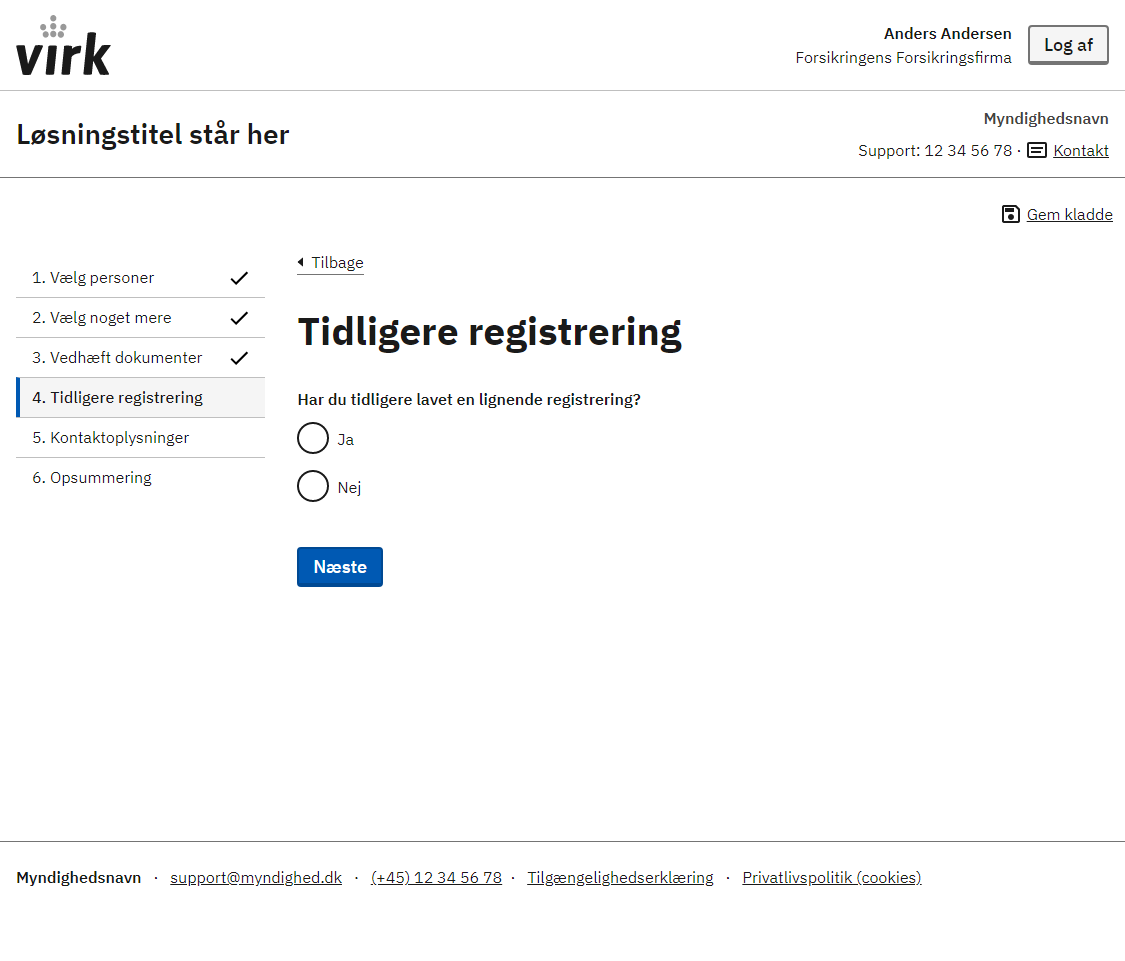 virk
Anders Andersen
Forsikringens Forsikringsfirma
Log af
Løsningstitel står her
Myndighedsnavn
Support: 12 34 56 78 · Kontakt
Gem kladde
1. Vælg personer
2. Vælg noget mere
3. Vedhæft dokumenter
4. Tidligere registrering
5. Kontaktoplysninger
6. Opsummering
Tilbage
Tidligere registrering
Har du tidligere lavet en lignende registrering?
Ja
Nej
Næste
Myndighedsnavn · support@myndighed.dk · (+45) 12 34 56 78 · Tilgængelighedserklæring · Privatlivspolitik (cookies)